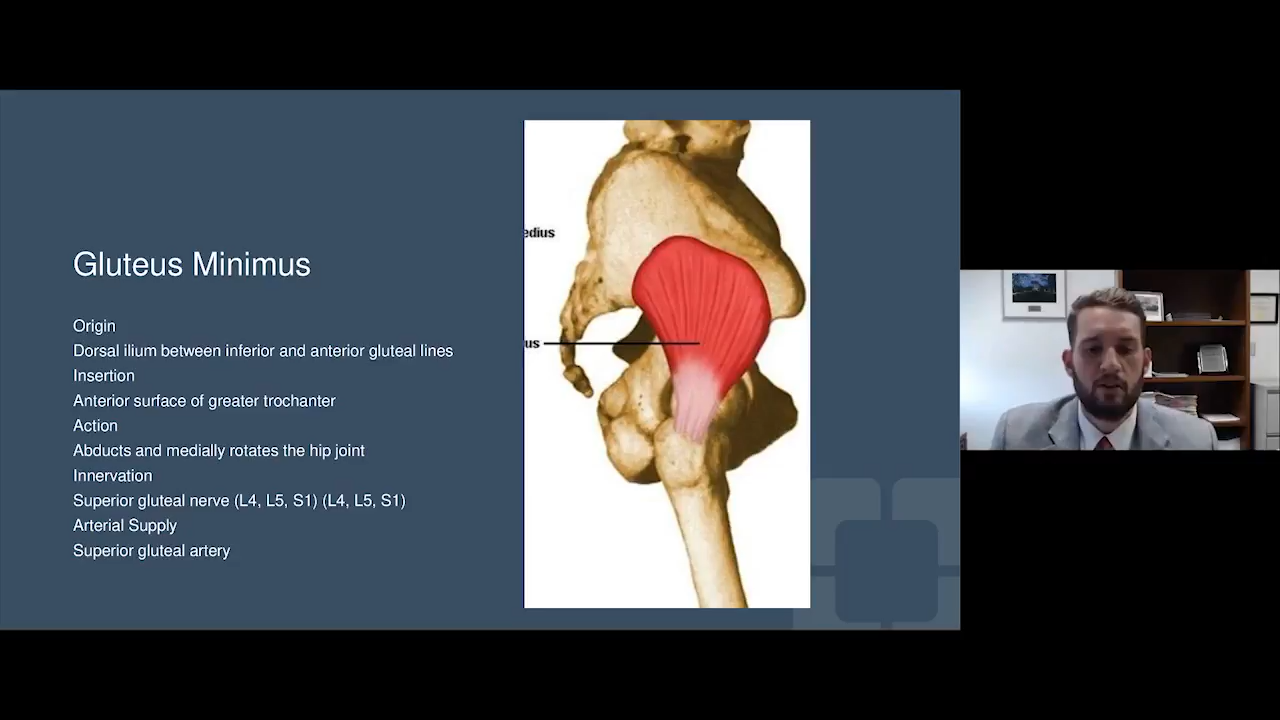 Gluteus Minimus
Origin
Dorsal ilium between inferior and anterior gluteal lines
Insertion
Anterior surface of greater trochanter
Action
Abducts and medially rotates the hip joint
Innervation
Superior gluteal nerve (L4, L5, S1) (L4, L5, S1)
Arterial Supply
Superior gluteal artery
edius
us